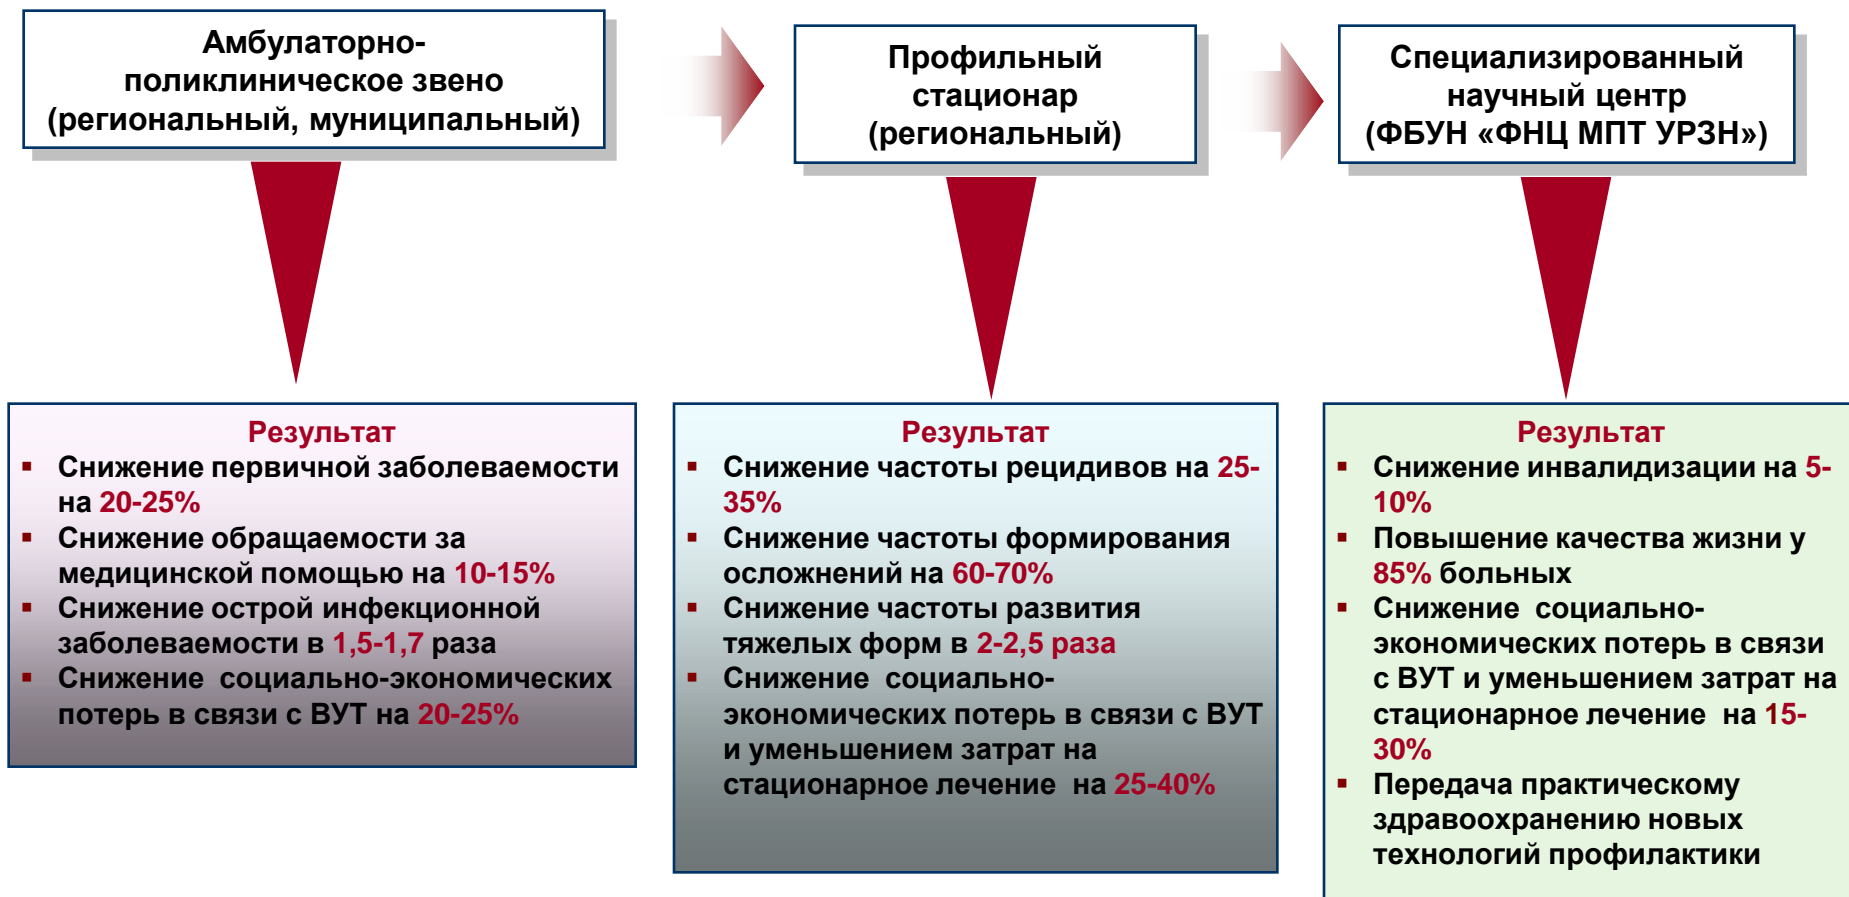 Амбулаторно-
поликлиническое звено
(региональный, муниципальный)
Профильный
стационар
(региональный)
Специализированный
научный центр
(ФБУН «ФНЦ МПТ УРЗН»)
Результат
▪ Снижение первичной заболеваемости
на 20-25%
▪ Снижение обращаемости за
медицинской помощью на 10-15%
▪ Снижение острой инфекционной
заболеваемости в 1,5-1,7 раза
▪ Снижение социально-экономических
потерь в связи с ВУТ на 20-25%
Результат
▪ Снижение частоты рецидивов на 25-
35%
▪ Снижение частоты формирования
осложнений на 60-70%
▪ Снижение частоты развития
тяжелых форм в 2-2,5 раза
▪ Снижение социально-
экономических потерь в связи с ВУТ
и уменьшением затрат на
стационарное лечение на 25-40%
Результат
▪ Снижение инвалидизации на 5-
10%
▪ Повышение качества жизни у
85% больных
▪ Снижение социально-
экономических потерь в связи
с ВУТ и уменьшением затрат на
стационарное лечение на 15-
30%
▪ Передача практическому
здравоохранению новых
технологий профилактики